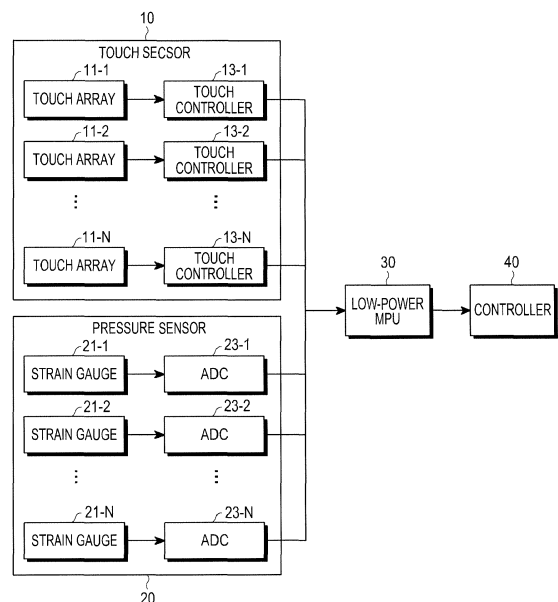 10
TOUCH SECSOR
11-1
13-1
TOUCH ARRAY
TOUCH
CONTROLLER
11-2
13-2
TOUCH ARRAY
TOUCH
CONTROLLER
11-N
13-N
TOUCH ARRAY
TOUCH
CONTROLLER
30
40
LOW-POWER
MPU
CONTROLLER
PRESSURE SENSOR
21-1
23-1
STRAIN GAUGE
ADC
21-2
23-2
STRAIN GAUGE
ADC
21-N
23-N
STRAIN GAUGE
ADC
20